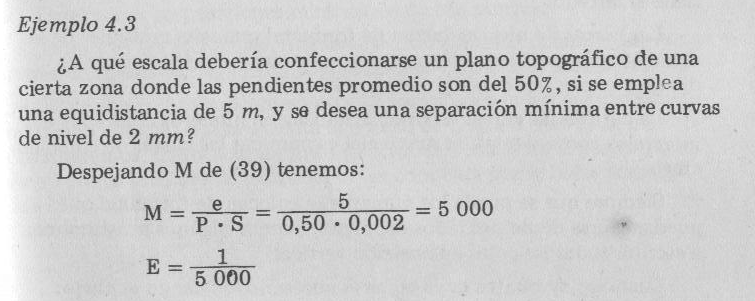 Ejemplo 4.3
¿A qué escala debería confeccionarse un plano topográfico de una
cierta zona donde las pendientes promedio son del 50%, si se emplea
una equidistancia de 5 m, y se desea una separación mínima entre curvas
de nivel de 2 mm?
Despejando M de (39) tenemos:
M = e / P · S = 5 / 0,50 · 0,002 = 5 000
E = 1 / 5 000